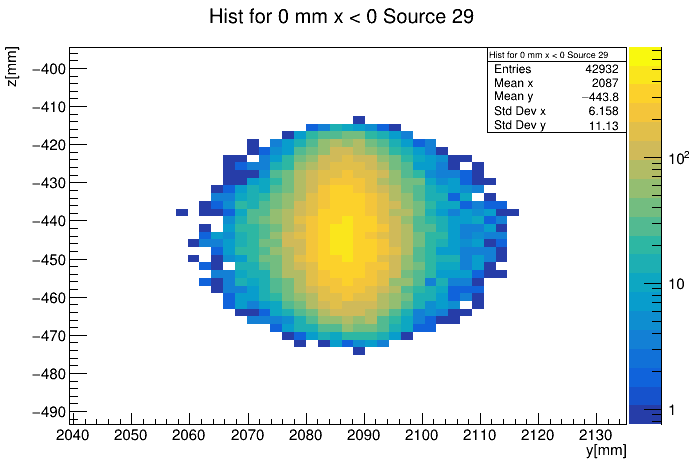 Hist for 0 mm x < 0 Source 29
z[mm]
Hist for 0 mm x < 0 Source 29
Entries 42932
Mean x 2087
Mean y −443.8
Std Dev x 6.158
Std Dev y 11.13
−400
−410
−420
−430
−440
−450
−460
−470
−480
−490
10²
10
1
2040 2050 2060 2070 2080 2090 2100 2110 2120 2130
y[mm]